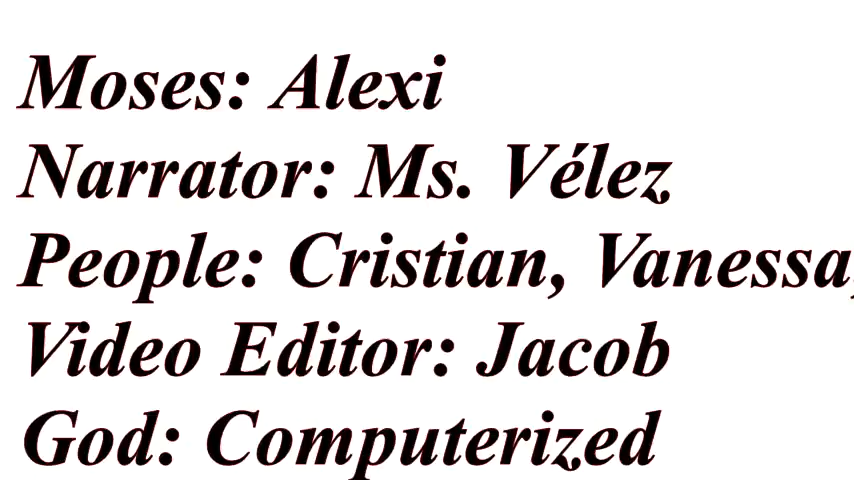 Moses: Alexi
Narrator: Ms. Vélez
People: Cristian, Vanessa,
Video Editor: Jacob
God: Computerized